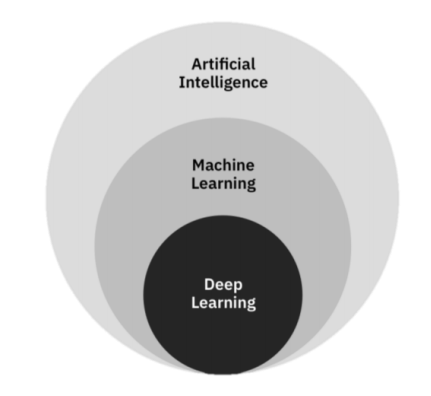 Artificial
Intelligence
Machine
Learning
Deep
Learning